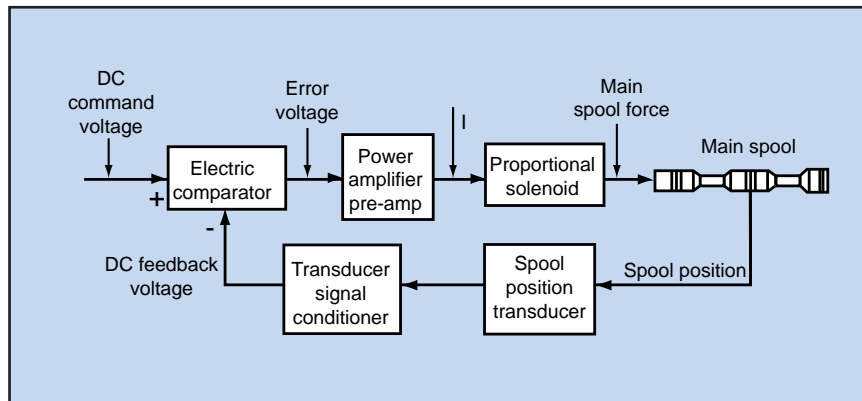 DC
command
voltage
Error
voltage
I
Main
spool force
Main spool
Electric
comparator
Power
amplifier
pre-amp
Proportional
solenoid
+
-
DC feedback
voltage
Transducer
signal
conditioner
Spool
position
transducer
Spool position